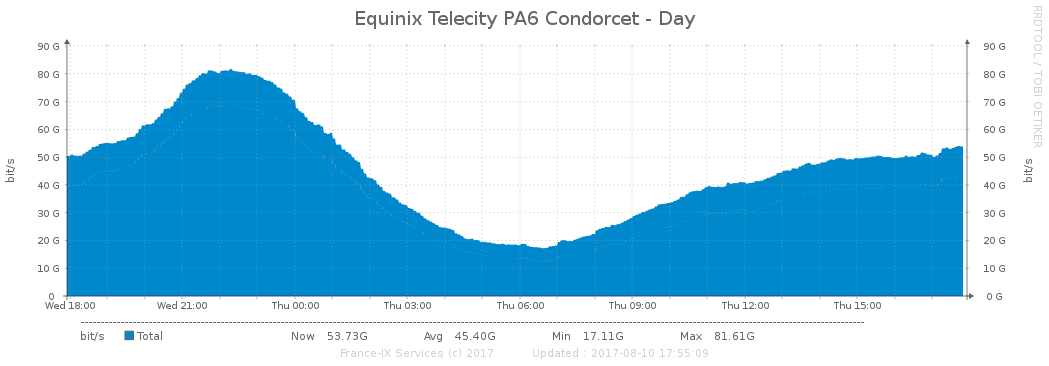 Equinix Telecity PA6 Condorcet - Day
RRDTOOL / TOBI OETIKER
bit/s
90 G
80 G
70 G
60 G
50 G
40 G
30 G
20 G
10 G
0
90 G
80 G
70 G
60 G
50 G
40 G
30 G
20 G
10 G
0 G
bit/s
Wed 18:00 Wed 21:00 Thu 00:00 Thu 03:00 Thu 06:00 Thu 09:00 Thu 12:00 Thu 15:00
bit/s Total Now 53.73G Avg 45.40G Min 17.11G Max 81.61G
France-IX Services (c) 2017 Updated : 2017-08-10 17:55:09